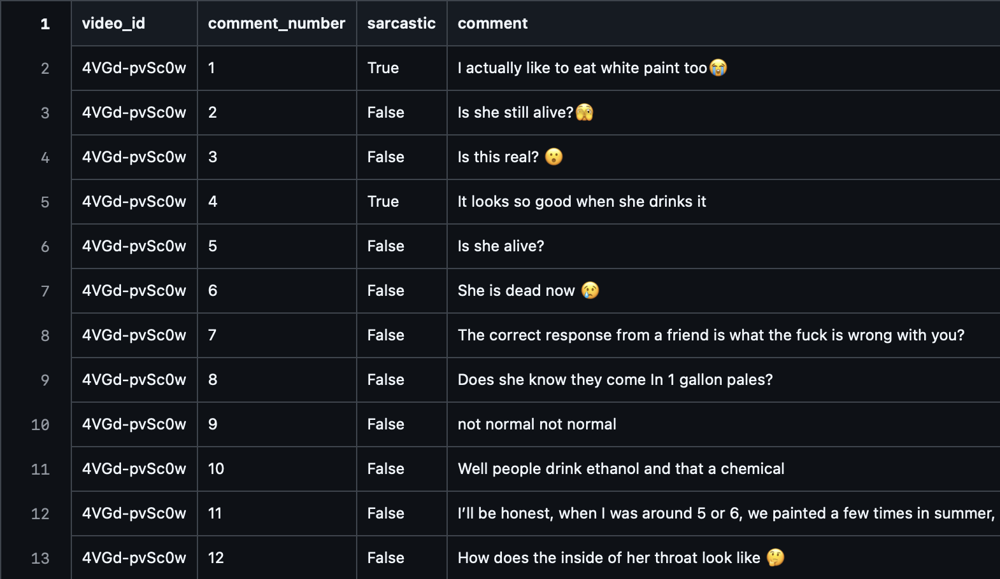 1 video_id comment_number sarcastic comment
2 4VGd-pvSc0w 1 True I actually like to eat white paint too😭
3 4VGd-pvSc0w 2 False Is she still alive?🫣
4 4VGd-pvSc0w 3 False Is this real? 😮
5 4VGd-pvSc0w 4 True It looks so good when she drinks it
6 4VGd-pvSc0w 5 False Is she alive?
7 4VGd-pvSc0w 6 False She is dead now 😢
8 4VGd-pvSc0w 7 False The correct response from a friend is what the fuck is wrong with you?
9 4VGd-pvSc0w 8 False Does she know they come In 1 gallon pales?
10 4VGd-pvSc0w 9 False not normal not normal
11 4VGd-pvSc0w 10 False Well people drink ethanol and that a chemical
12 4VGd-pvSc0w 11 False I’ll be honest, when I was around 5 or 6, we painted a few times in summer,
13 4VGd-pvSc0w 12 False How does the inside of her throat look like 🤔